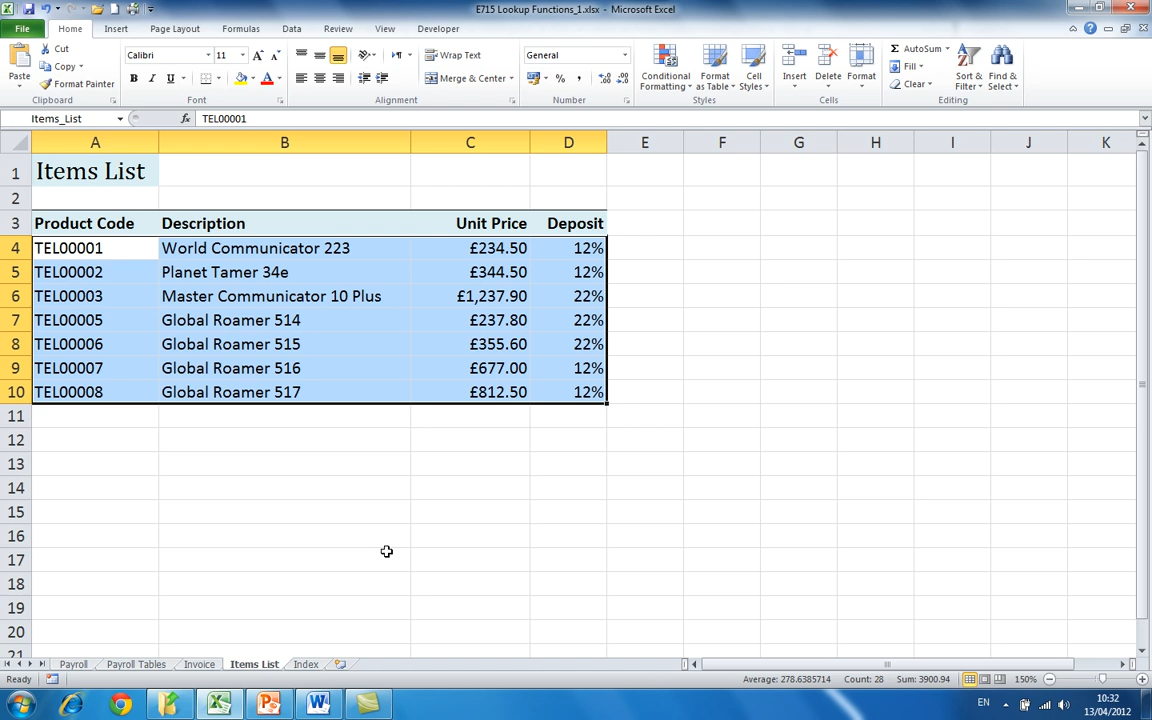 E715 Lookup Functions_1.xlsx - Microsoft Excel
File Home Insert Page Layout Formulas Data Review View Developer
Paste
Cut
Copy
Format Painter
Clipboard
Calibri 11
B I U
Font
Wrap Text
Merge & Center
Alignment
General
Number
Conditional Formatting
Format as Table
Cell Styles
Styles
Insert Delete Format
Cells
AutoSum
Fill
Clear
Sort & Filter
Find & Select
Editing
Items_List fx TEL00001
A B C D E F G H I J K
1 Items List
2
3 Product Code Description Unit Price Deposit
4 TEL00001 World Communicator 223 £234.50 12%
5 TEL00002 Planet Tamer 34e £344.50 12%
6 TEL00003 Master Communicator 10 Plus £1,237.90 22%
7 TEL00005 Global Roamer 514 £237.80 22%
8 TEL00006 Global Roamer 515 £355.60 22%
9 TEL00007 Global Roamer 516 £677.00 12%
10 TEL00008 Global Roamer 517 £812.50 12%
11
12
13
14
15
16
17
18
19
20
21
Payroll Payroll Tables Invoice Items List Index
Ready Average: 278.6385714 Count: 28 Sum: 3900.94 150%
EN 10:32
13/04/2012